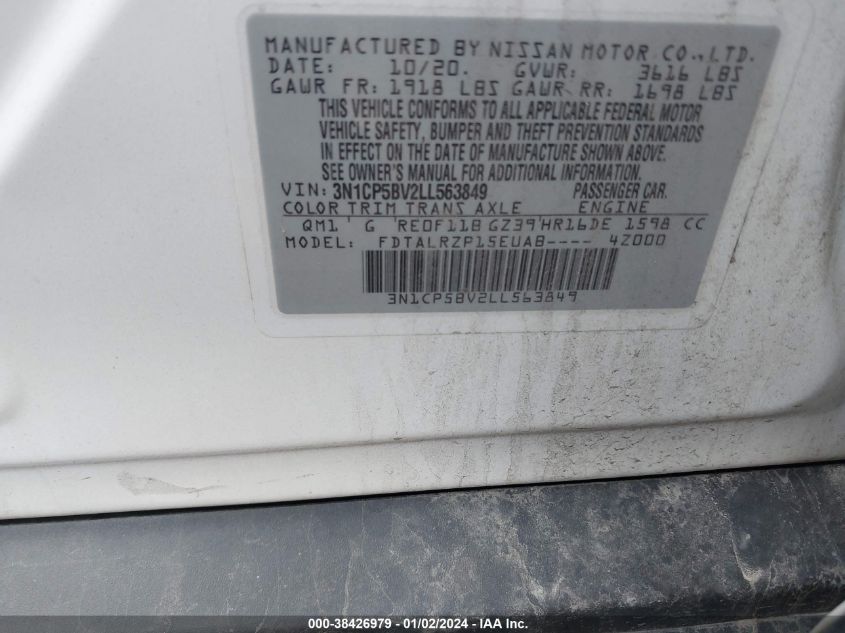 MANUFACTURED BY NISSAN MOTOR CO., LTD.
DATE: 10/20. GVWR: 3616 LBS
GAWR FR: 1918 LBS GAWR RR: 1698 LBS
THIS VEHICLE CONFORMS TO ALL APPLICABLE FEDERAL MOTOR
VEHICLE SAFETY, BUMPER AND THEFT PREVENTION STANDARDS
IN EFFECT ON THE DATE OF MANUFACTURE SHOWN ABOVE.
SEE OWNER'S MANUAL FOR ADDITIONAL INFORMATION.
VIN: 3N1CP5BV2LL563849 PASSENGER CAR.
COLOR TRIM TRANS AXLE ENGINE
QM1 ' G 'RE0F11B GZ39'HR16DE 1598 CC
MODEL: FDTALRZP15EUAB---- 4Z000
3N1CP5BV2LL563849
000-38426979 - 01/02/2024 - IAA Inc.